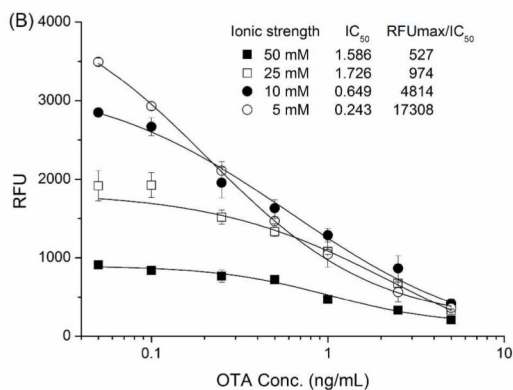 (B)
Ionic strength IC50 RFUmax/IC50
50 mM 1.586 527
25 mM 1.726 974
10 mM 0.649 4814
5 mM 0.243 17308
4000
3000
2000
1000
0
RFU
0.1 1 10
OTA Conc. (ng/mL)